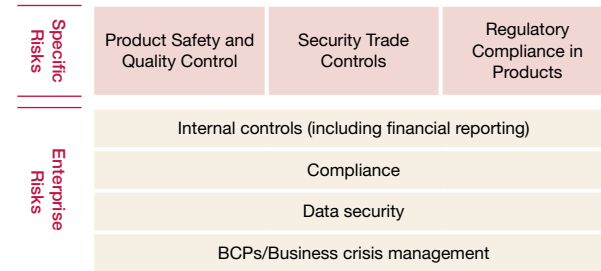 Specific
Risks
Product Safety and
Quality Control
Security Trade
Controls
Regulatory
Compliance in
Products
Enterprise
Risks
Internal controls (including financial reporting)
Compliance
Data security
BCPs/Business crisis management